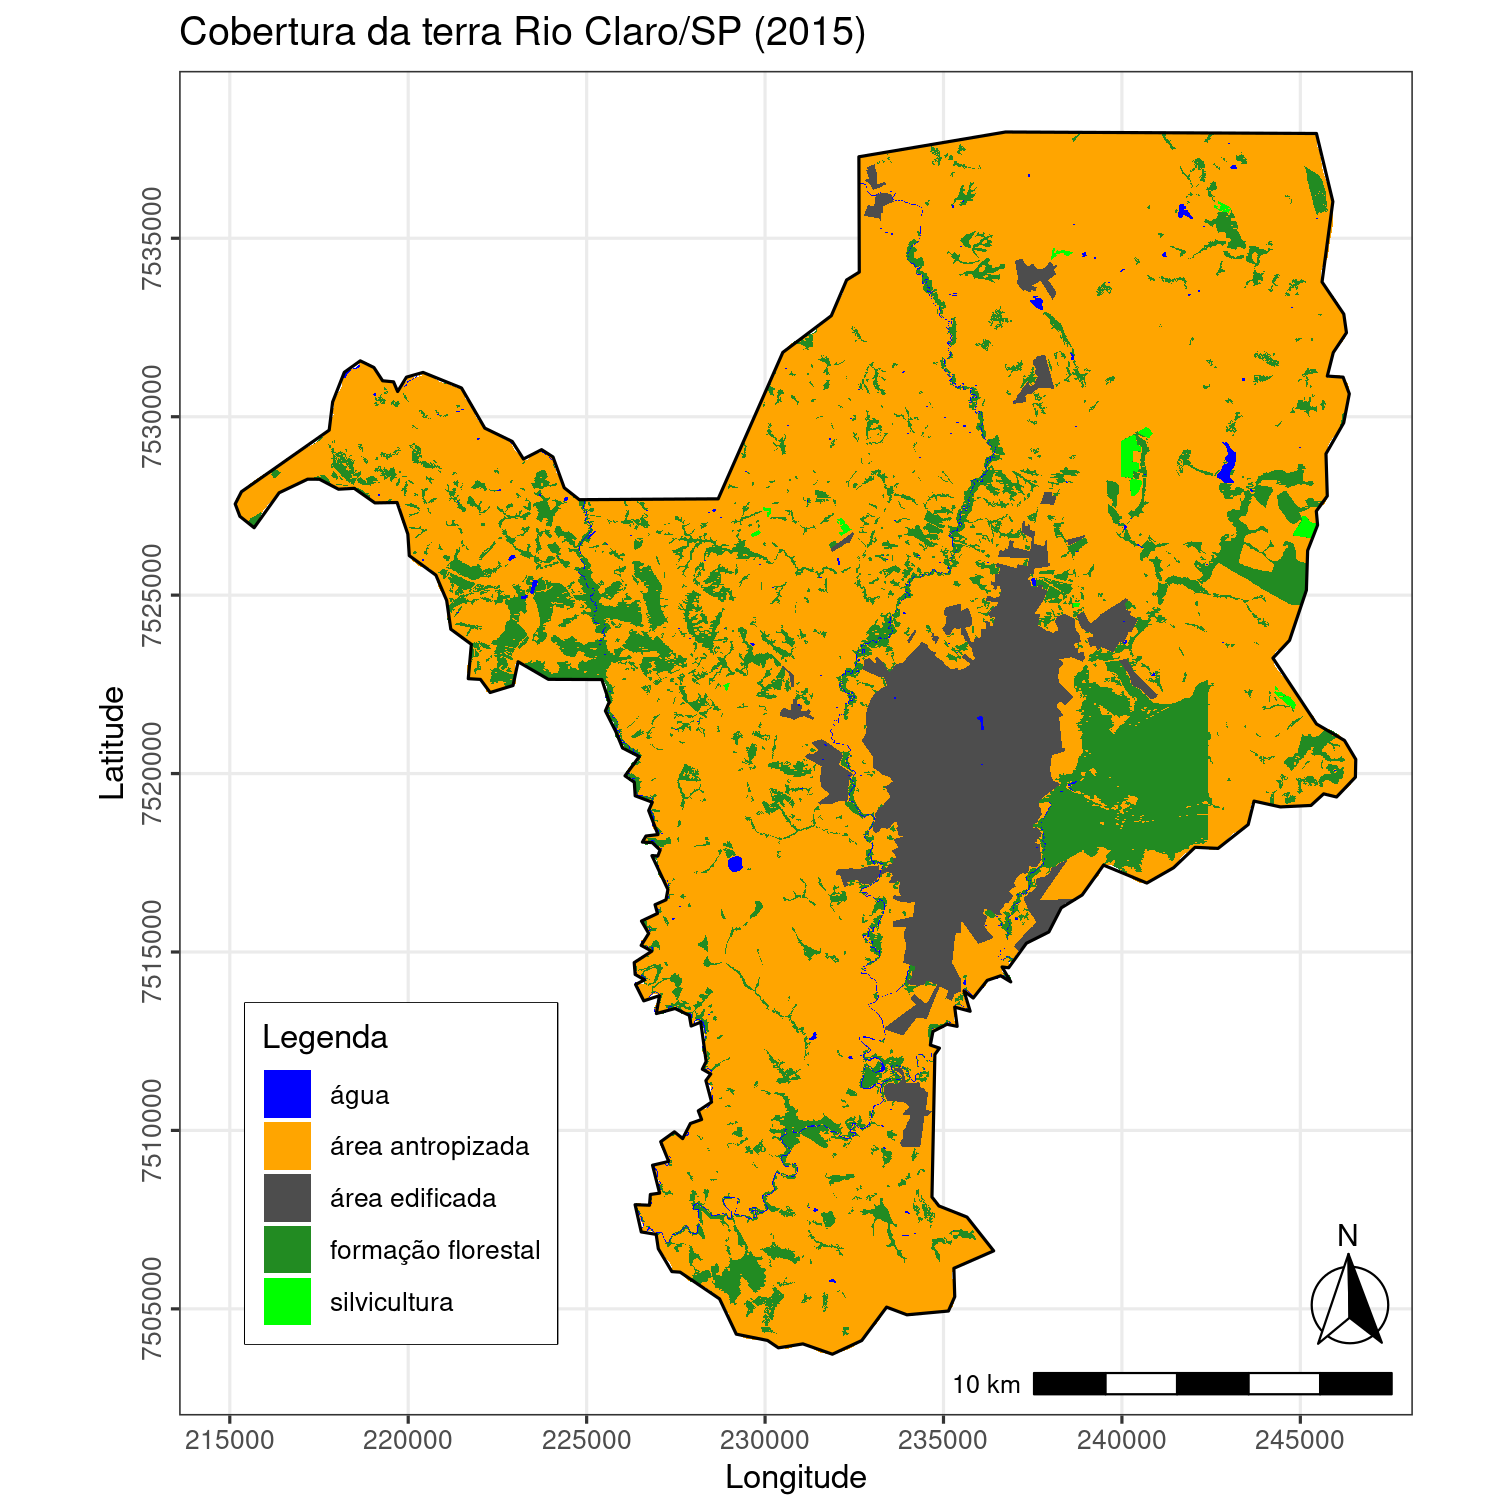 Cobertura da terra Rio Claro/SP (2015)
Latitude
7535000
7530000
7525000
7520000
7515000
7510000
7505000
Legenda
água
área antropizada
área edificada
formação florestal
silvicultura
N
10 km
215000 220000 225000 230000 235000 240000 245000
Longitude